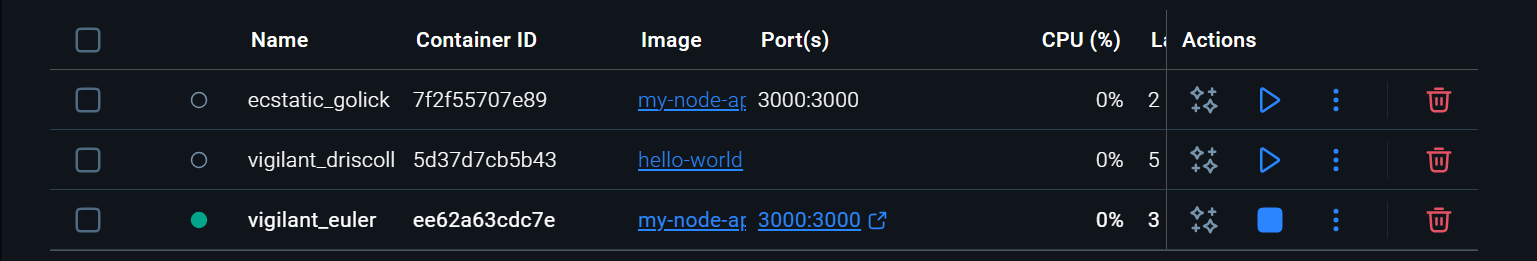 Name Container ID Image Port(s) CPU (%) La Actions
ecstatic_golick 7f2f55707e89 my-node-ap 3000:3000 0% 2
vigilant_driscoll 5d37d7cb5b43 hello-world 0% 5
vigilant_euler ee62a63cdc7e my-node-ap 3000:3000 0% 3